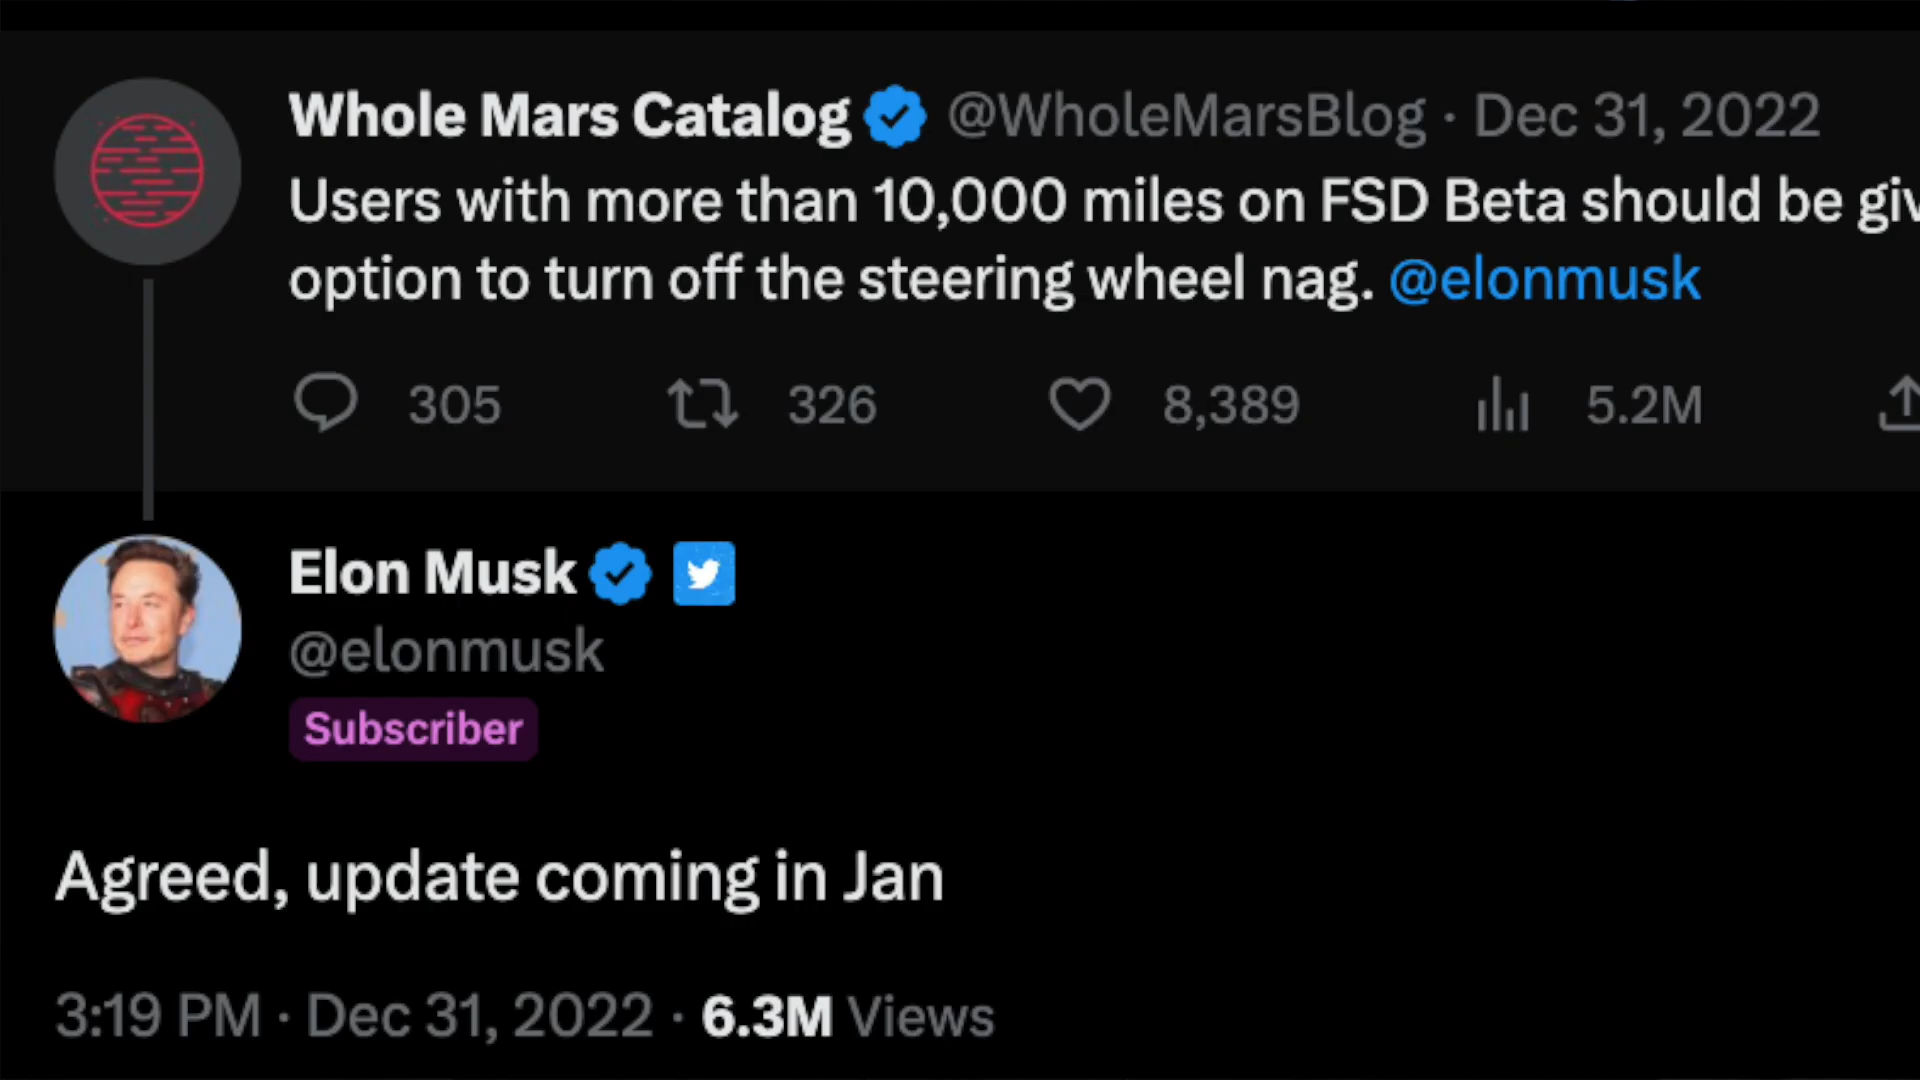 Whole Mars Catalog @WholeMarsBlog · Dec 31, 2022
Users with more than 10,000 miles on FSD Beta should be
option to turn off the steering wheel nag. @elonmusk
305 326 8,389 5.2M
Elon Musk
@elonmusk
Subscriber
Agreed, update coming in Jan
3:19 PM · Dec 31, 2022 · 6.3M Views